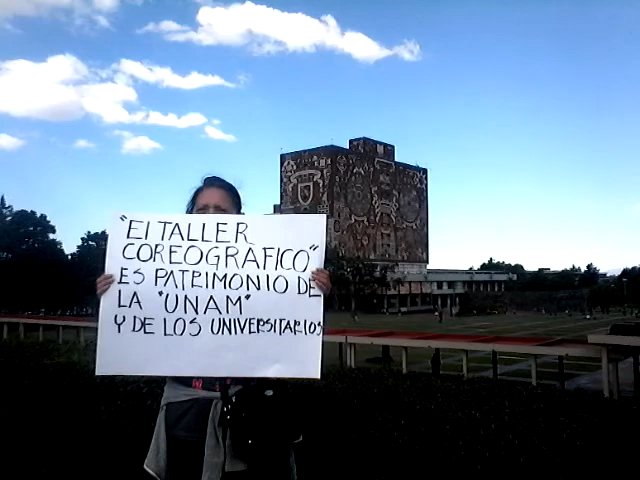 "El TALLER
COREOGRAFICO"
ES PATRIMONIO DE
LA "UNAM"
Y DE LOS UNIVERSITARIOS